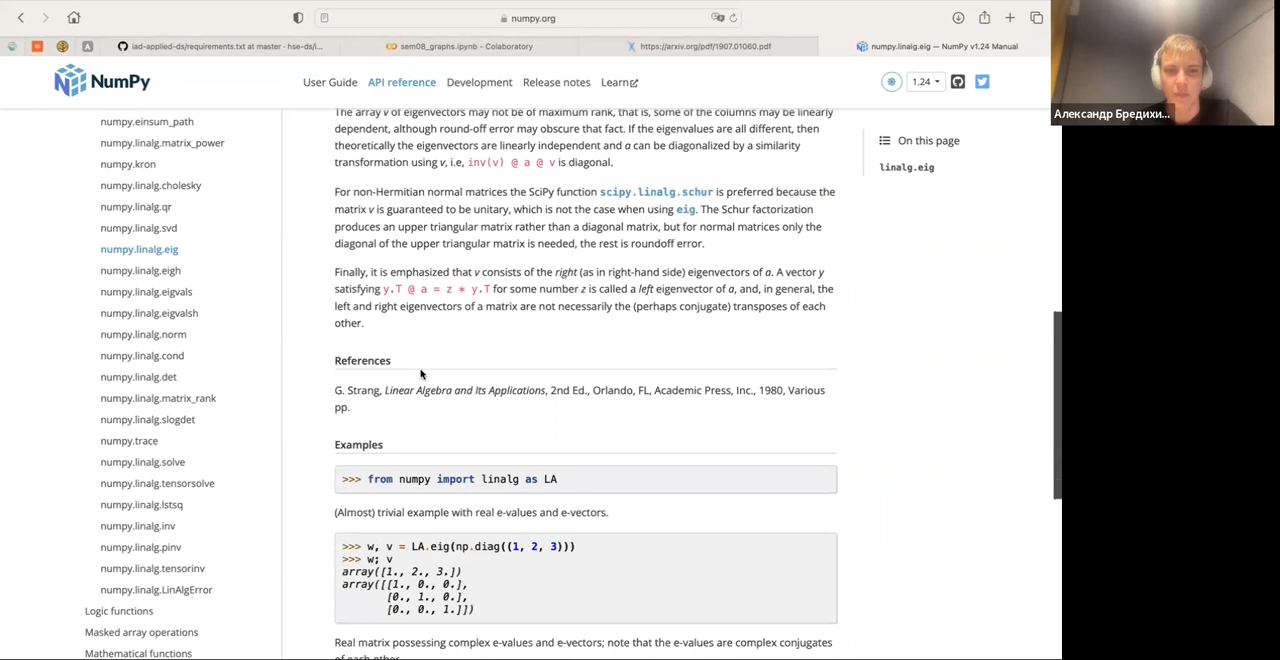 numpy.org
iad-applied-ds/requirements.txt at master · hse-ds/i...
sem08_graphs.ipynb - Colaboratory
https://arxiv.org/pdf/1907.01060.pdf
numpy.linalg.eig — NumPy v1.24 Manual
A
NumPy
User Guide
API reference
Development
Release notes
Learn
1.24
numpy.einsum_path
numpy.linalg.matrix_power
numpy.kron
numpy.linalg.cholesky
numpy.linalg.qr
numpy.linalg.svd
numpy.linalg.eig
numpy.linalg.eigh
numpy.linalg.eigvals
numpy.linalg.eigvalsh
numpy.linalg.norm
numpy.linalg.cond
numpy.linalg.det
numpy.linalg.matrix_rank
numpy.linalg.slogdet
numpy.trace
numpy.linalg.solve
numpy.linalg.tensorsolve
numpy.linalg.lstsq
numpy.linalg.inv
numpy.linalg.pinv
numpy.linalg.tensorinv
numpy.linalg.LinAlgError
Logic functions
Masked array operations
Mathematical functions
The array v of eigenvectors may not be of maximum rank, that is, some of the columns may be linearly
dependent, although round-off error may obscure that fact. If the eigenvalues are all different, then
theoretically the eigenvectors are linearly independent and a can be diagonalized by a similarity
transformation using v, i.e, inv(v) @ a @ v is diagonal.
For non-Hermitian normal matrices the SciPy function scipy.linalg.schur is preferred because the
matrix v is guaranteed to be unitary, which is not the case when using eig. The Schur factorization
produces an upper triangular matrix rather than a diagonal matrix, but for normal matrices only the
diagonal of the upper triangular matrix is needed, the rest is roundoff error.
Finally, it is emphasized that v consists of the right (as in right-hand side) eigenvectors of a. A vector y
satisfying y.T @ a = z * y.T for some number z is called a left eigenvector of a, and, in general, the
left and right eigenvectors of a matrix are not necessarily the (perhaps conjugate) transposes of each
other.
References
G. Strang, Linear Algebra and Its Applications, 2nd Ed., Orlando, FL, Academic Press, Inc., 1980, Various
pp.
Examples
>>> from numpy import linalg as LA
(Almost) trivial example with real e-values and e-vectors.
>>> w, v = LA.eig(np.diag((1, 2, 3)))
>>> w; v
array([1., 2., 3.])
array([[1., 0., 0.],
[0., 1., 0.],
[0., 0., 1.]])
Real matrix possessing complex e-values and e-vectors; note that the e-values are complex conjugates
of each other.
On this page
linalg.eig
Александр Бредихи...